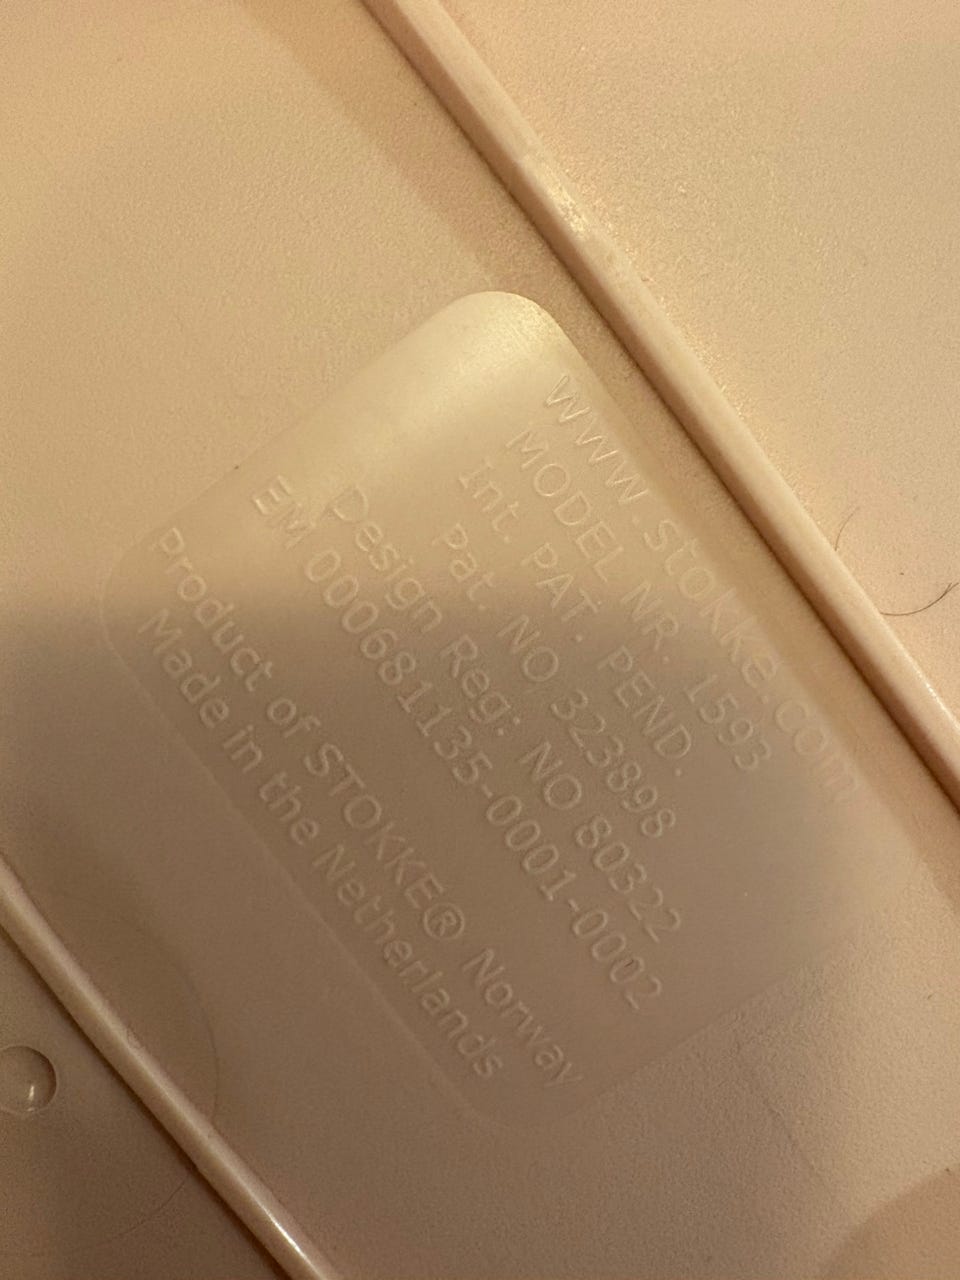 www.stokke.com
MODEL NR. 1593
Int. PAT. PEND.
Pat. NO 323898
Design Reg: NO 80322
EM 000681135-0001-0002
Product of STOKKE® Norway
Made in the Netherlands